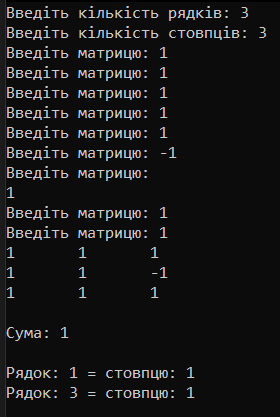 Введіть кількість рядків: 3
Введіть кількість стовпців: 3
Введіть матрицю: 1
Введіть матрицю: 1
Введіть матрицю: 1
Введіть матрицю: 1
Введіть матрицю: 1
Введіть матрицю: -1
Введіть матрицю:
1
Введіть матрицю: 1
Введіть матрицю: 1
1 1 1
1 1 -1
1 1 1
Сума: 1
Рядок: 1 = стовпцю: 1
Рядок: 3 = стовпцю: 1